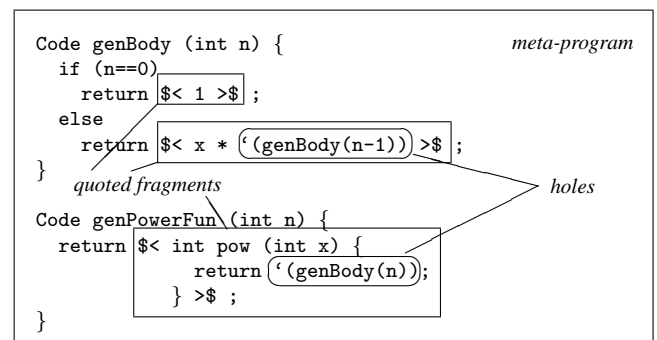 Code genBody (int n) { meta-program
if (n==0)
return $< 1 >$ ;
else
return $< x * ‘(genBody(n-1)) >$ ;
}
quoted fragments
holes
Code genPowerFun (int n) {
return $< int pow (int x) {
return ‘(genBody(n));
} >$ ;
}